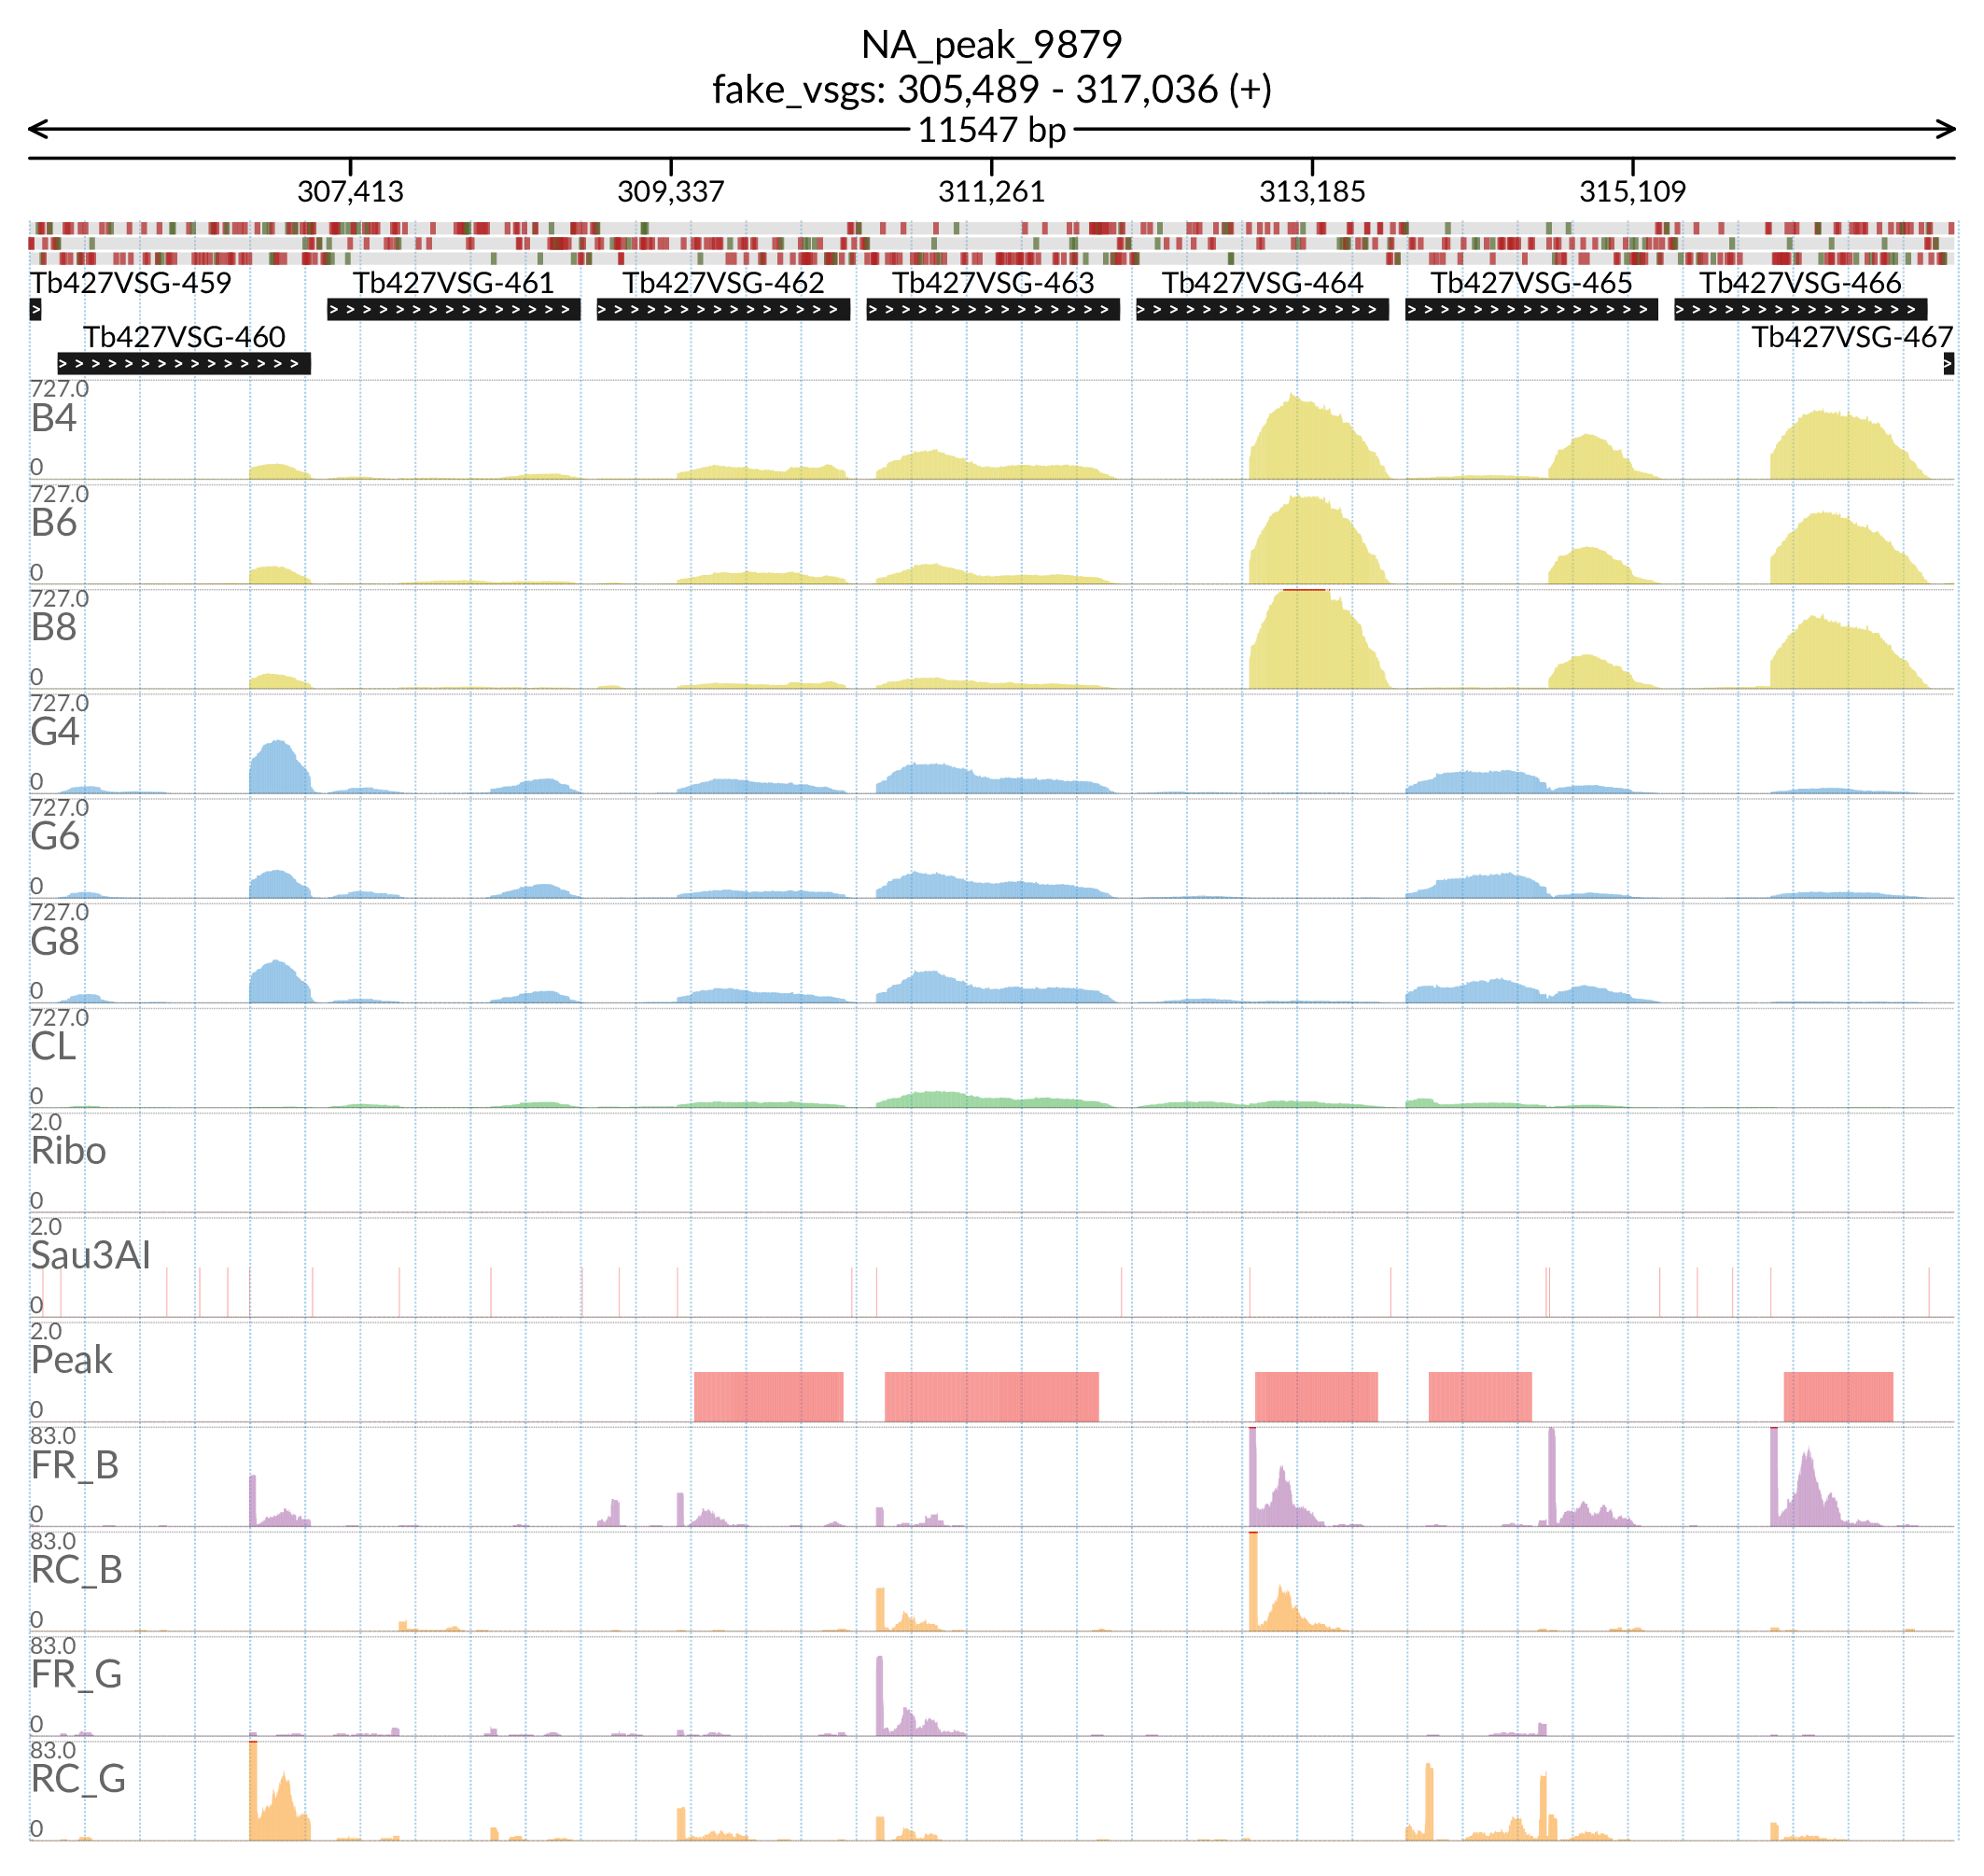 NA_peak_9879
fake_vsgs: 305,489 - 317,036 (+)
11547 bp
307,413 309,337 311,261 313,185 315,109
Tb427VSG-459 Tb427VSG-461 Tb427VSG-462 Tb427VSG-463 Tb427VSG-464 Tb427VSG-465 Tb427VSG-466
Tb427VSG-460 Tb427VSG-467
727.0
B4
0
727.0
B6
0
727.0
B8
0
727.0
G4
0
727.0
G6
0
727.0
G8
0
727.0
CL
0
2.0
Ribo
0
2.0
Sau3AI
0
2.0
Peak
0
83.0
FR_B
0
83.0
RC_B
0
83.0
FR_G
0
83.0
RC_G
0